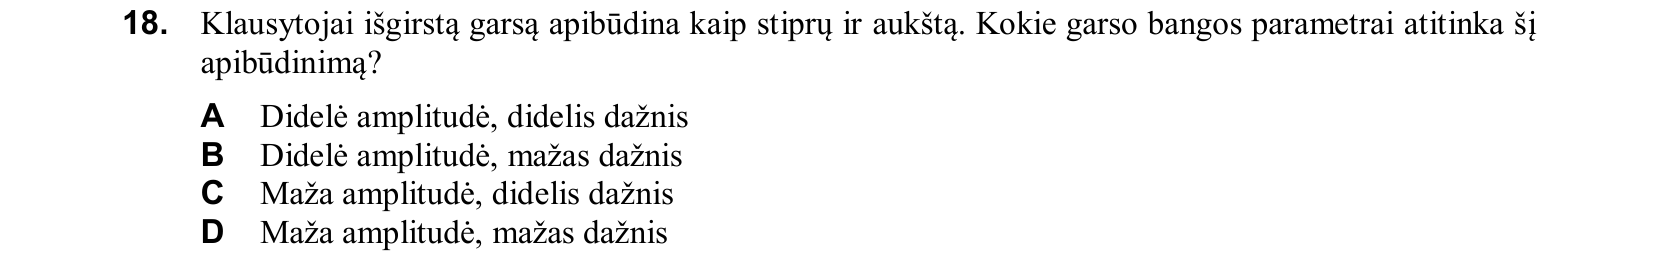 18. Klausytojai išgirstą garsą apibūdina kaip stiprų ir aukštą. Kokie garso bangos parametrai atitinka šį
apibūdinimą?
A Didelė amplitudė, didelis dažnis
B Didelė amplitudė, mažas dažnis
C Maža amplitudė, didelis dažnis
D Maža amplitudė, mažas dažnis